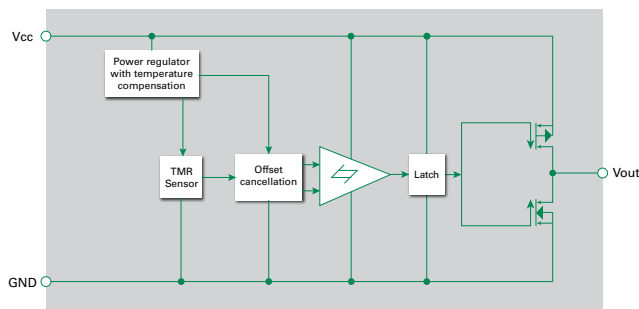 Vcc
Power regulator
with temperature
compensation
TMR
Sensor
Offset
cancellation
Latch
Vout
GND